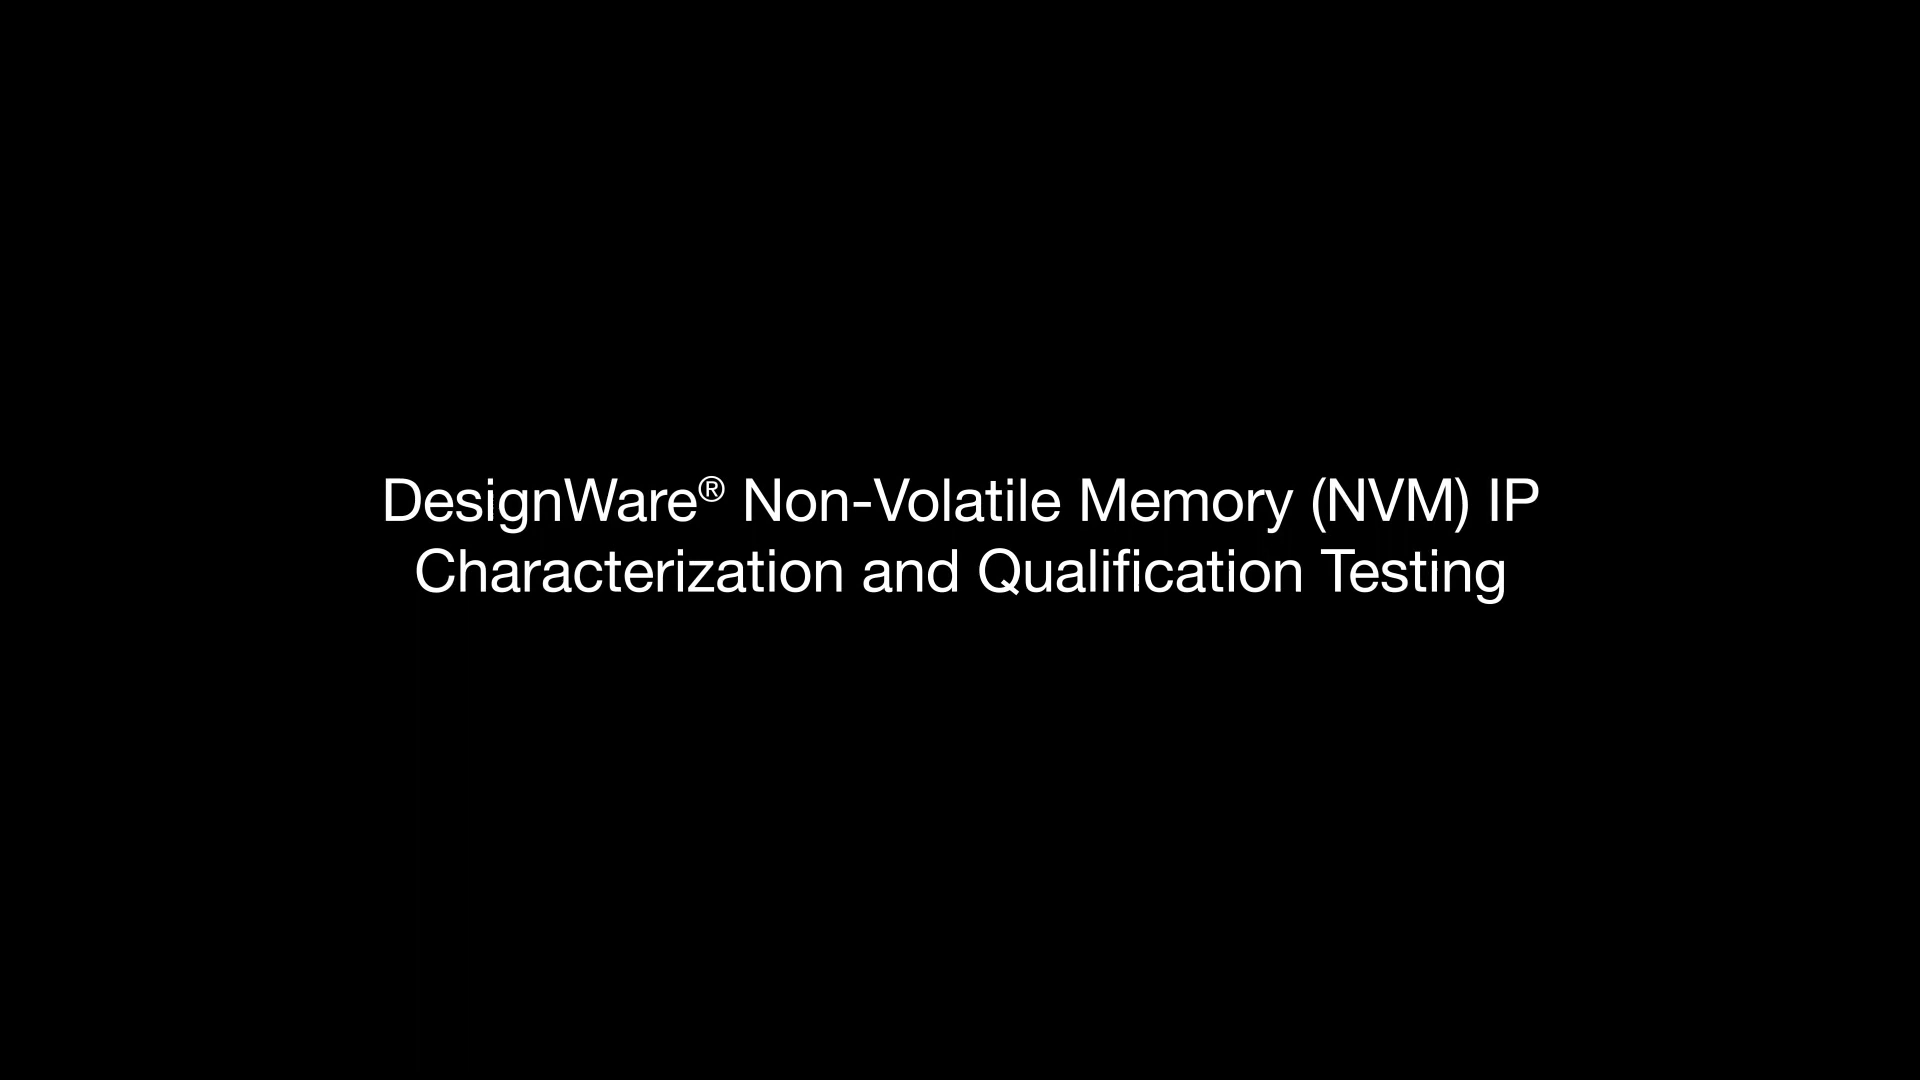 DesignWare® Non-Volatile Memory (NVM) IP
Characterization and Qualification Testing